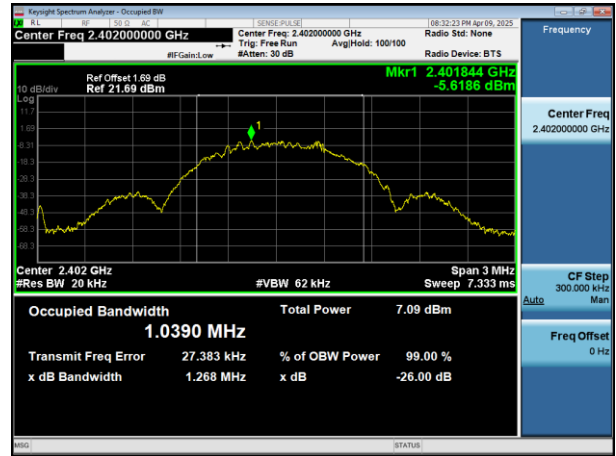 Keysight Spectrum Analyzer - Occupied BW
RL RF 50 Ω AC SENSE:PULSE 08:32:23 PM Apr 09, 2025
Center Freq 2.402000000 GHz Center Freq: 2.402000000 GHz Radio Std: None Frequency
Trig: Free Run Avg|Hold: 100/100
#IFGain:Low #Atten: 30 dB Radio Device: BTS
Ref Offset 1.69 dB Mkr1 2.401844 GHz
10 dB/div Ref 21.69 dBm -5.6186 dBm
Log
11.7
1.69 1
-8.31
-18.3
-28.3
-38.3
-48.3
-58.3
-68.3
Center Freq
2.402000000 GHz
Center 2.402 GHz Span 3 MHz
#Res BW 20 kHz #VBW 62 kHz Sweep 7.333 ms
CF Step
300.000 kHz
Auto Man
Occupied Bandwidth Total Power 7.09 dBm
1.0390 MHz
Transmit Freq Error 27.383 kHz % of OBW Power 99.00 %
x dB Bandwidth 1.268 MHz x dB -26.00 dB
Freq Offset
0 Hz
MSG STATUS